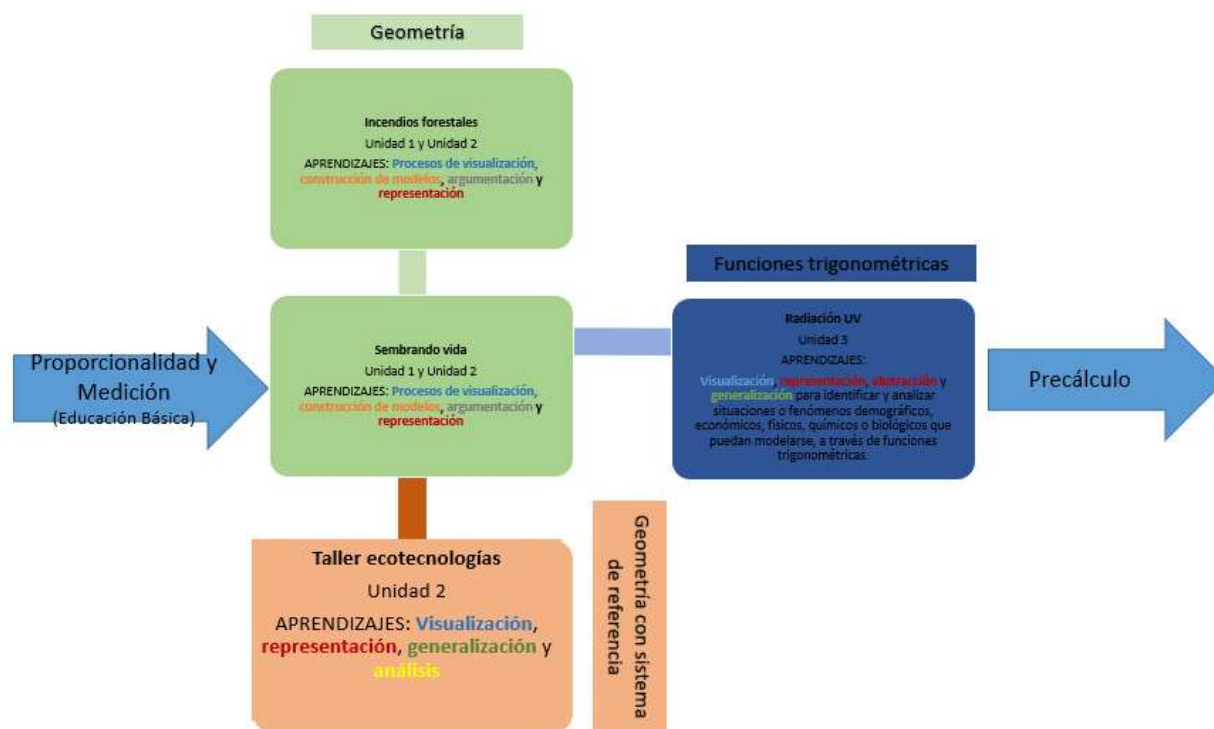 Geometría
Incendios forestales
Unidad 1 y Unidad 2
APRENDIZAJES: Procesos de visualización,
construcción de modelos, argumentación y
representación
Proporcionalidad y
Medición
(Educación Básica)
Sembrando vida
Unidad 1 y Unidad 2
APRENDIZAJES: Procesos de visualización,
construcción de modelos, argumentación y
representación
Funciones trigonométricas
Radiación UV
Unidad 3
APRENDIZAJES:
Visualización, representación, abstracción y
generalización para identificar y analizar
situaciones o fenómenos demográficos,
económicos, físicos, químicos o biológicos que
puedan modelarse, a través de funciones
trigonométricas.
Precálculo
Taller ecotecnologías
Unidad 2
APRENDIZAJES: Visualización,
representación, generalización y
análisis
Geometría con sistema
de referencia